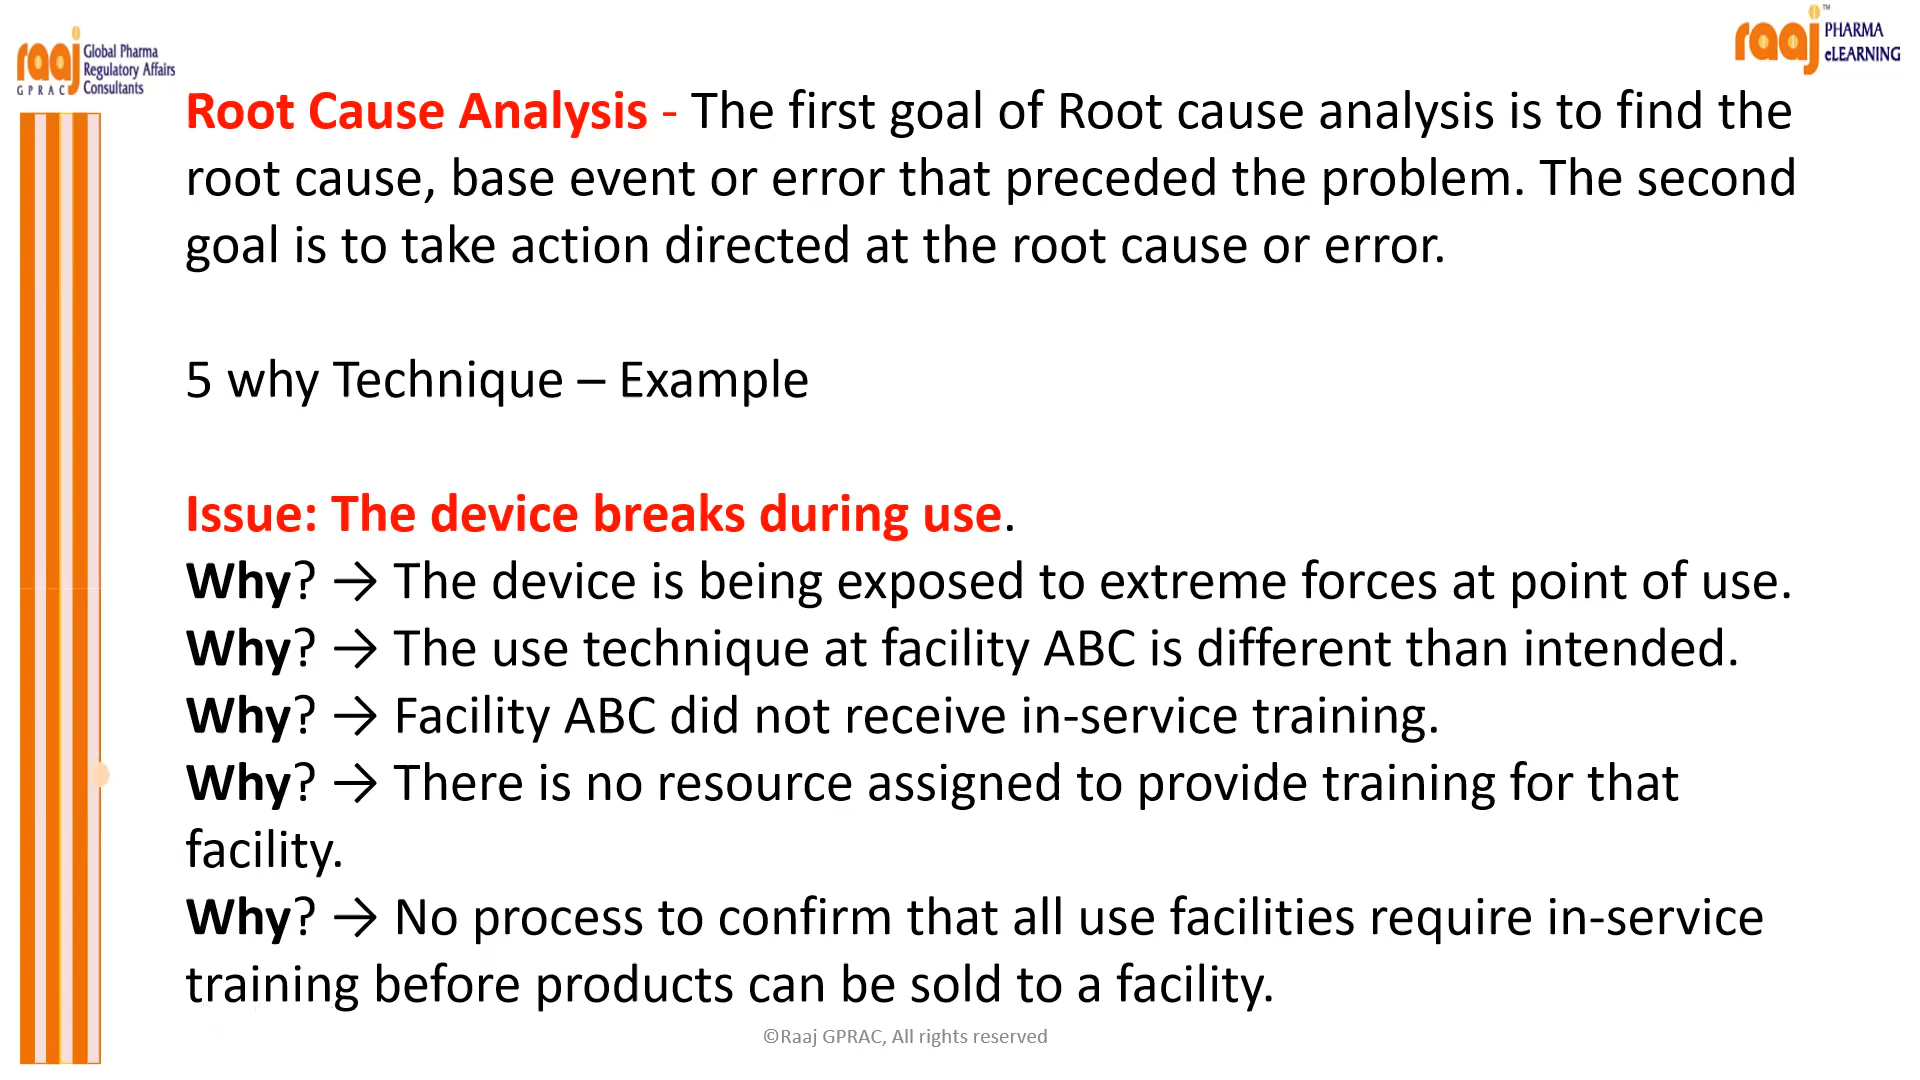 raaj
GPRAC
Global Pharma
Regulatory Affairs
Consultants
raaj™
PHARMA
eLEARNING
Root Cause Analysis - The first goal of Root cause analysis is to find the
root cause, base event or error that preceded the problem. The second
goal is to take action directed at the root cause or error.
5 why Technique – Example
Issue: The device breaks during use.
Why? → The device is being exposed to extreme forces at point of use.
Why? → The use technique at facility ABC is different than intended.
Why? → Facility ABC did not receive in-service training.
Why? → There is no resource assigned to provide training for that
facility.
Why? → No process to confirm that all use facilities require in-service
training before products can be sold to a facility.
©Raaj GPRAC, All rights reserved